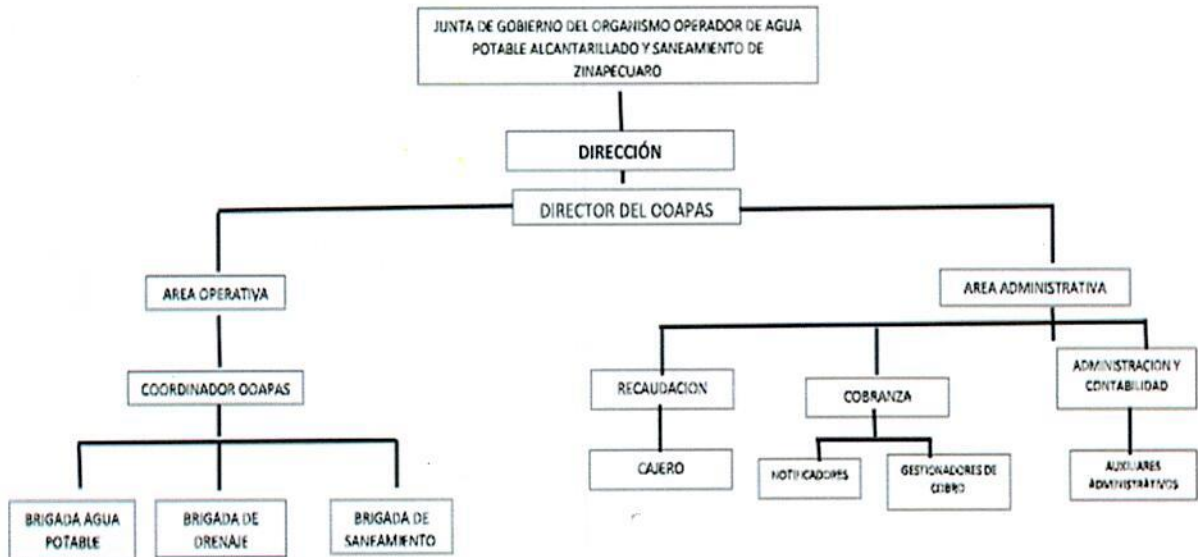 JUNTA DE GOBIERNO DEL ORGANISMO OPERADOR DE AGUA
POTABLE ALCANTARILLADO Y SANEAMIENTO DE
ZINAPECUARO
DIRECCIÓN
DIRECTOR DEL OOAPAS
AREA OPERATIVA
AREA ADMINISTRATIVA
COORDINADOR OOAPAS
RECAUDACION
COBRANZA
ADMINISTRACION Y
CONTABILIDAD
CAJERO
NOTIFICADORES
GESTIONADORES DE
COBRO
AUXILIARES
ADMINISTRATIVOS
BRIGADA AGUA
POTABLE
BRIGADA DE
DRENAJE
BRIGADA DE
SANEAMIENTO